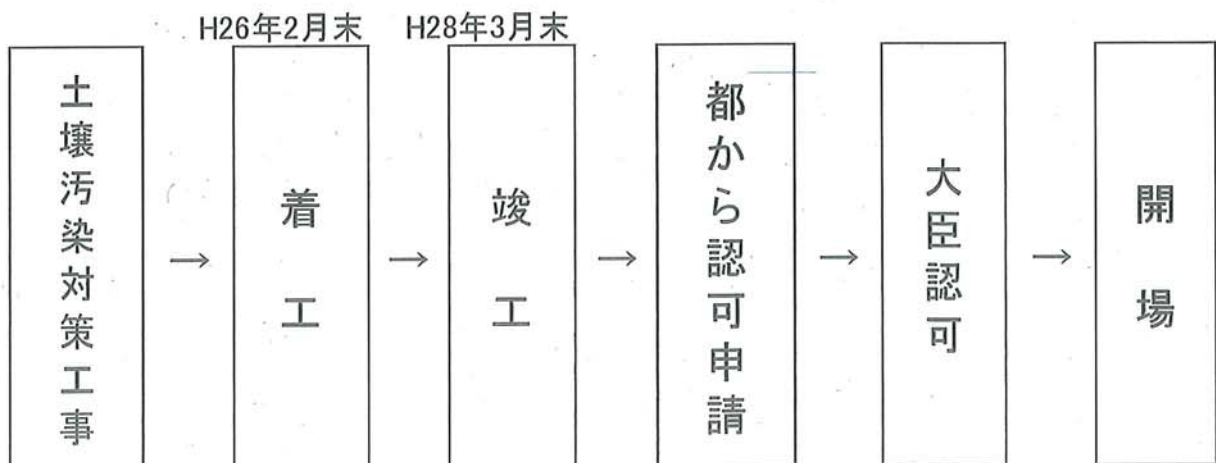 H26年2月末
H28年3月末
土壌汚染対策工事
→
着工
→
竣工
→
都から認可申請
→
大臣認可
→
開場